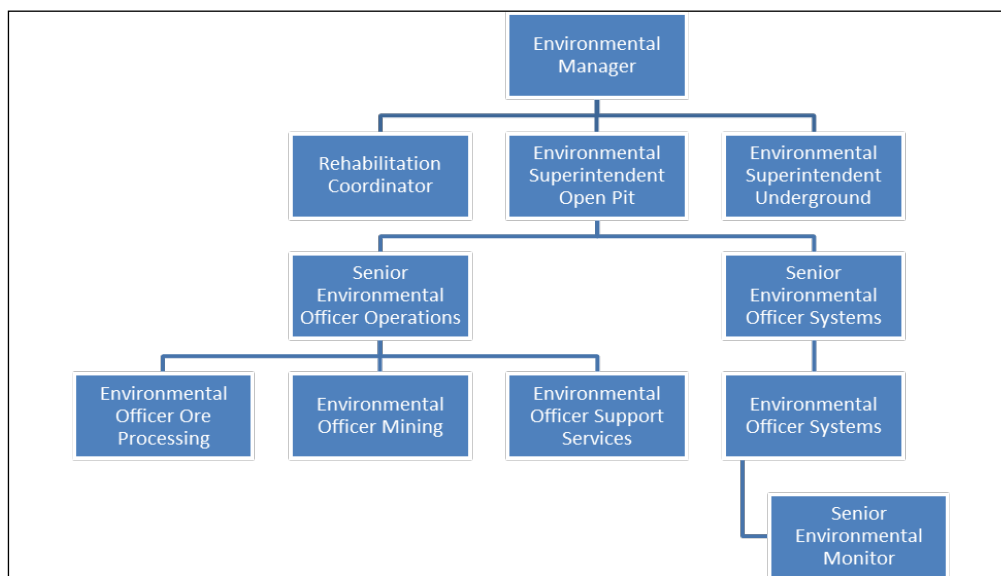 Environmental
Manager
Rehabilitation
Coordinator
Environmental
Superintendent
Open Pit
Environmental
Superintendent
Underground
Senior
Environmental
Officer Operations
Senior
Environmental
Officer Systems
Environmental
Officer Ore
Processing
Environmental
Officer Mining
Environmental
Officer Support
Services
Environmental
Officer Systems
Senior
Environmental
Monitor